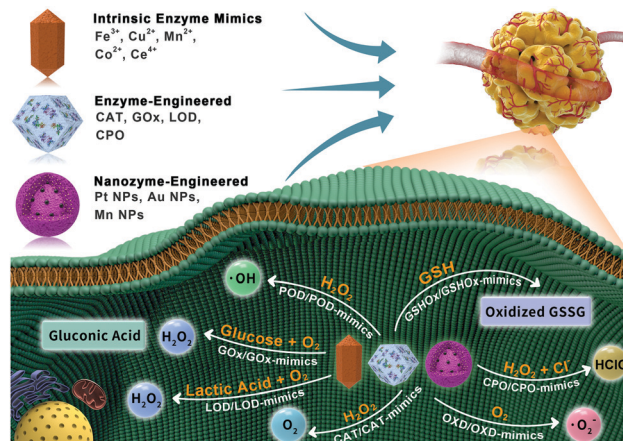 Intrinsic Enzyme Mimics
Fe³⁺, Cu²⁺, Mn²⁺,
Co²⁺, Ce⁴⁺
Enzyme-Engineered
CAT, GOx, LOD,
CPO
Nanozyme-Engineered
Pt NPs, Au NPs,
Mn NPs
·OH
H₂O₂
POD/POD-mimics
GSH
GSHOx/GSHOx-mimics
Oxidized GSSG
Gluconic Acid
H₂O₂
Glucose + O₂
GOx/GOx-mimics
H₂O₂ + Cl⁻
CPO/CPO-mimics
HClO
H₂O₂
Lactic Acid + O₂
LOD/LOD-mimics
O₂
H₂O₂
CAT/CAT-mimics
O₂
OXD/OXD-mimics
·O₂⁻